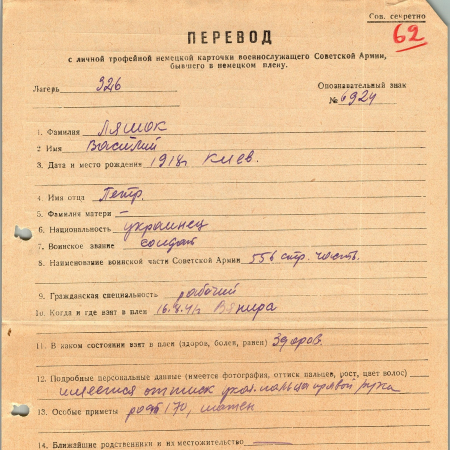 Сов. секретно
62
ПЕРЕВОД
с личной трофейной немецкой карточки военнослужащего Советской Армии,
бывшего в немецком плену.
Лагерь 326 Опознавательный знак
№ 6924
1. Фамилия Ляшок
2 Имя Василий
3. Дата и место рождения 1918г Киев.
4. Имя отца Петр.
5. Фамилия матери —
6. Национальность украинец
7. Воинское звание солдат
8. Наименование воинской части Советской Армии 556 стр. часть.
9. Гражданская специальность рабочий
10. Когда и где взят в плен 16.8.41
11. В каком состоянии взят в плен (здоров, болен, ранен) Здоров
12. Подробные персональные данные (имеется фотография, оттиск пальцев, рост, цвет волос)
имеется оттиск указ. пальца правой рука
13. Особые приметы рост 170,
14. Ближайшие родственники и их местожительство —